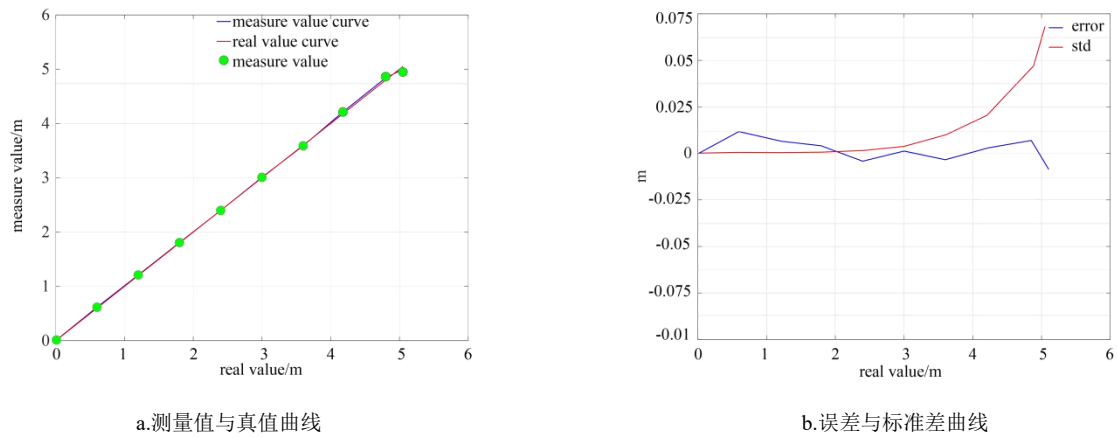 6
5
4
3
2
1
0
0
1
2
3
4
5
6
measure value/m
real value/m
measure value curve
real value curve
measure value
a.测量值与真值曲线
0.075
0.05
0.025
0
-0.025
-0.05
-0.075
-0.01
0
1
2
3
4
5
6
m
real value/m
error
std
b.误差与标准差曲线